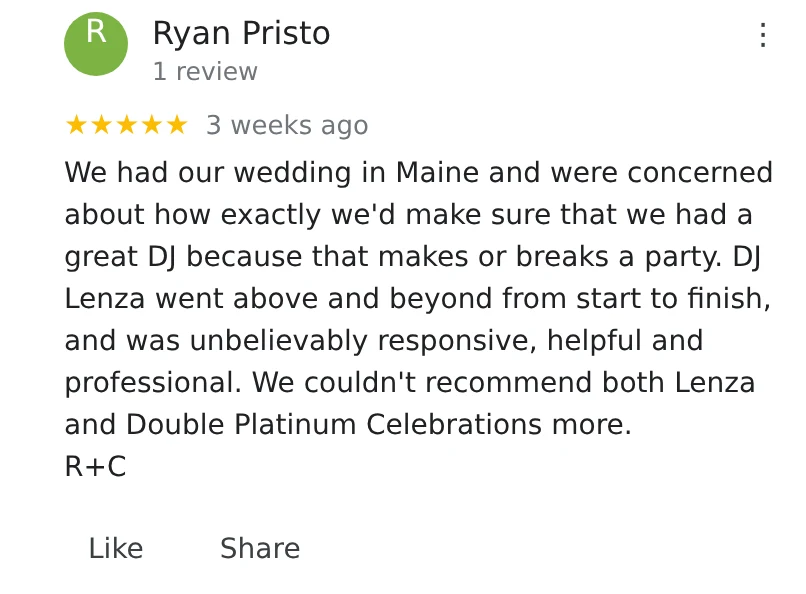 R
Ryan Pristo
1 review
★★★★★ 3 weeks ago
We had our wedding in Maine and were concerned
about how exactly we'd make sure that we had a
great DJ because that makes or breaks a party. DJ
Lenza went above and beyond from start to finish,
and was unbelievably responsive, helpful and
professional. We couldn't recommend both Lenza
and Double Platinum Celebrations more.
R+C
Like Share